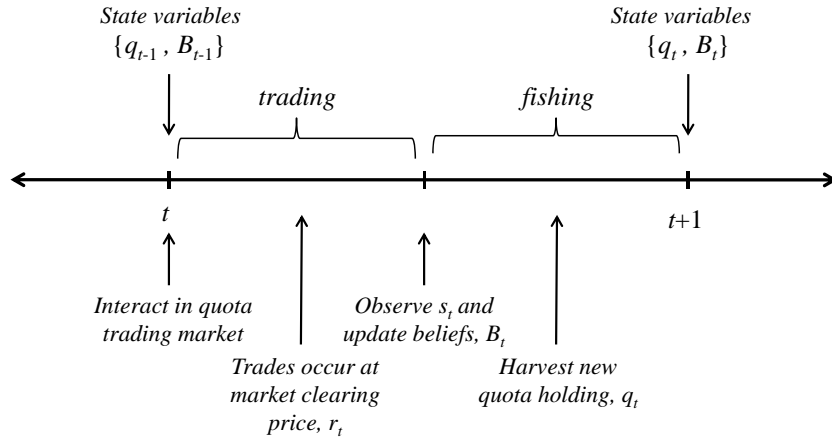 State variables
{q_{t-1} , B_{t-1}}
State variables
{q_t , B_t}
trading
fishing
t
t+1
Interact in quota
trading market
Observe s_t and
update beliefs, B_t
Trades occur at
market clearing
price, r_t
Harvest new
quota holding, q_t